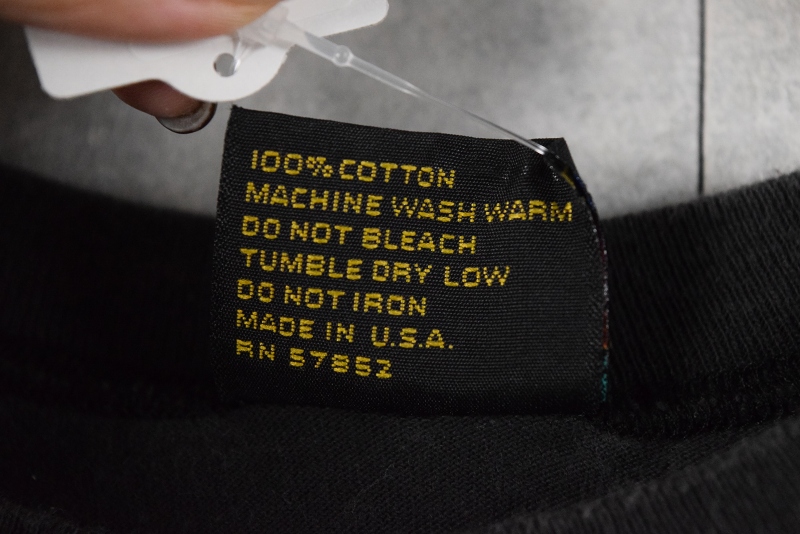 100% COTTON
MACHINE WASH WARM
DO NOT BLEACH
TUMBLE DRY LOW
DO NOT IRON
MADE IN U.S.A.
RN 57852